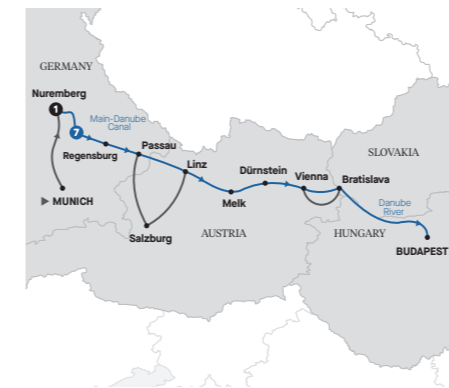 GERMANY
Nuremberg
1
Main-Danube
Canal
7
Regensburg
Passau
Linz
Dürnstein
Vienna
SLOVAKIA
Bratislava
▶ MUNICH
Melk
Salzburg
AUSTRIA
HUNGARY
Danube
River
BUDAPEST